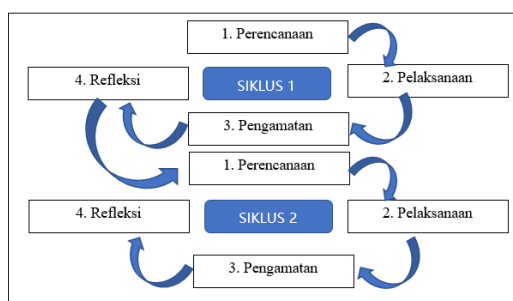 1. Perencanaan
4. Refleksi
SIKLUS 1
2. Pelaksanaan
3. Pengamatan
1. Perencanaan
4. Refleksi
SIKLUS 2
2. Pelaksanaan
3. Pengamatan